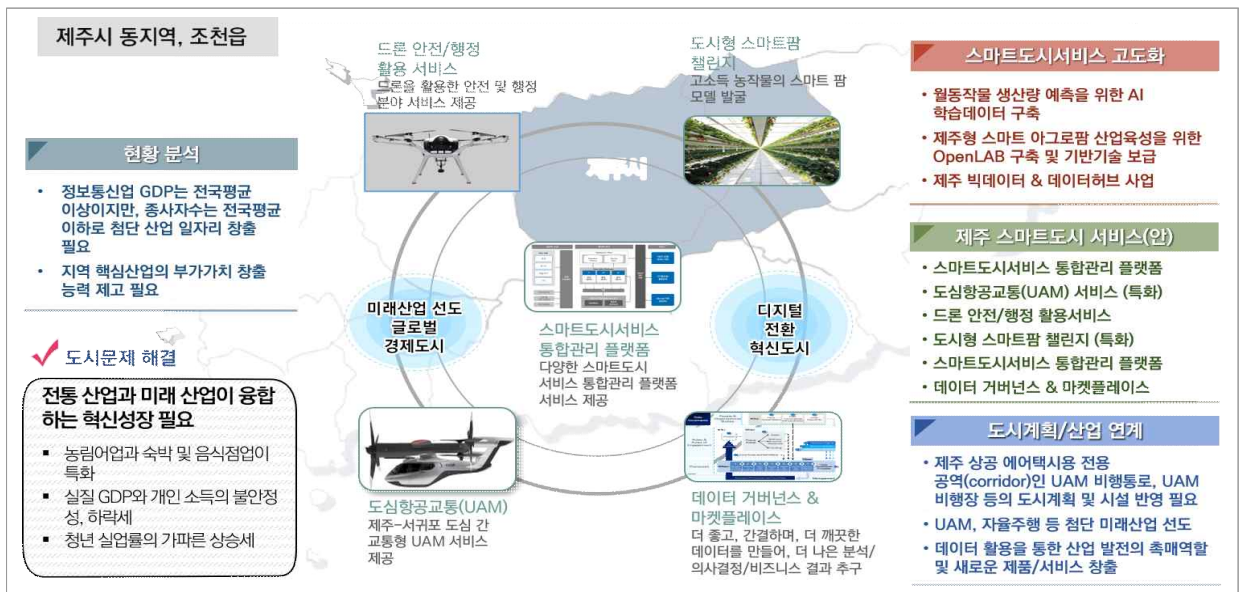 제주시 동지역, 조천읍
현황 분석
• 정보통신업 GDP는 전국평균
이상이지만, 종사자수는 전국평균
이하로 첨단 산업 일자리 창출
필요
• 지역 핵심산업의 부가가치 창출
능력 제고 필요
도시문제 해결
전통 산업과 미래 산업이 융합
하는 혁신성장 필요
▪ 농림어업과 숙박 및 음식점업이
특화
▪ 실질 GDP와 개인 소득의 불안정
성, 하락세
▪ 청년 실업률의 가파른 상승세
드론 안전/행정
활용 서비스
드론을 활용한 안전 및 행정
분야 서비스 제공
도시형 스마트팜
챌린지
고소득 농작물의 스마트 팜
모델 발굴
제주시
미래산업 선도
글로벌
경제도시
디지털
전환
혁신도시
스마트도시서비스
통합관리 플랫폼
다양한 스마트도시
서비스 통합관리 플랫폼
서비스 제공
도심항공교통(UAM)
제주-서귀포 도심 간
교통형 UAM 서비스
제공
데이터 거버넌스 &
마켓플레이스
더 좋고, 간결하며, 더 깨끗한
데이터를 만들어, 더 나은 분석/
의사결정/비즈니스 결과 추구
스마트도시서비스 고도화
• 월동작물 생산량 예측을 위한 AI
학습데이터 구축
• 제주형 스마트 아그로팜 산업육성을 위한
OpenLAB 구축 및 기반기술 보급
• 제주 빅데이터 & 데이터허브 사업
제주 스마트도시 서비스(안)
• 스마트도시서비스 통합관리 플랫폼
• 도심항공교통(UAM) 서비스 (특화)
• 드론 안전/행정 활용서비스
• 도시형 스마트팜 챌린지 (특화)
• 스마트도시서비스 통합관리 플랫폼
• 데이터 거버넌스 & 마켓플레이스
도시계획/산업 연계
• 제주 상공 에어택시용 전용
공역(corridor)인 UAM 비행통로, UAM
비행장 등의 도시계획 및 시설 반영 필요
• UAM, 자율주행 등 첨단 미래산업 선도
• 데이터 활용을 통한 산업 발전의 촉매역할
및 새로운 제품/서비스 창출